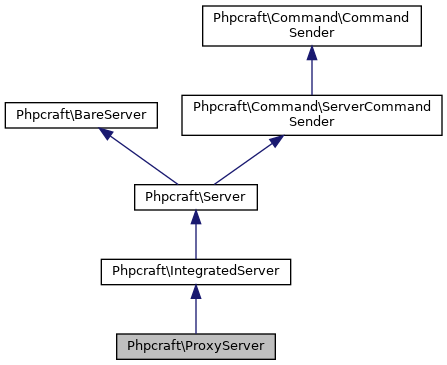 Phpcraft\Command\Command
Sender
Phpcraft\BareServer
Phpcraft\Command\ServerCommand
Sender
Phpcraft\Server
Phpcraft\IntegratedServer
Phpcraft\ProxyServer